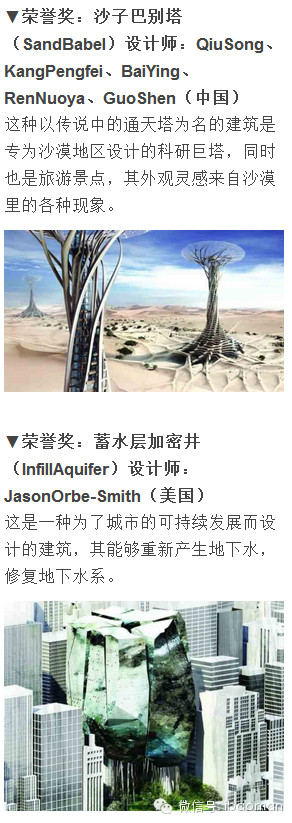 ▼荣誉奖：沙子巴别塔
（SandBabel）设计师：QiuSong、
KangPengfei、BaiYing、
RenNuoya、GuoShen（中国）
这种以传说中的通天塔为名的建筑是
专为沙漠地区设计的科研巨塔，同时
也是旅游景点，其外观灵感来自沙漠
里的各种现象。
▼荣誉奖：蓄水层加密井
（InfillAquifer）设计师：
JasonOrbe-Smith（美国）
这是一种为了城市的可持续发展而设
计的建筑，其能够重新产生地下水，
修复地下水系。
微信号: ibcomcn